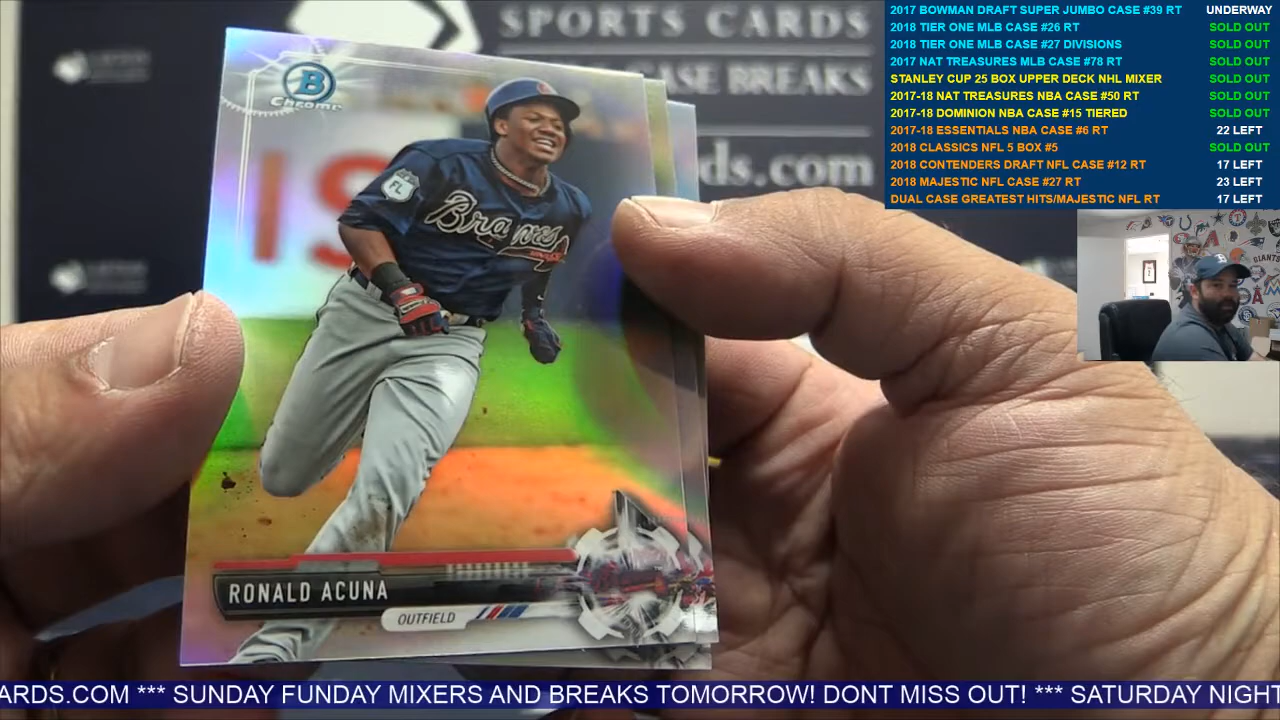 SPORTS CARDS
CASE BREAKS
ds.com
B
Chrome
FL
Braves
RONALD ACUNA
OUTFIELD
2017 BOWMAN DRAFT SUPER JUMBO CASE #39 RT UNDERWAY
2018 TIER ONE MLB CASE #26 RT SOLD OUT
2018 TIER ONE MLB CASE #27 DIVISIONS SOLD OUT
2017 NAT TREASURES MLB CASE #78 RT SOLD OUT
STANLEY CUP 25 BOX UPPER DECK NHL MIXER SOLD OUT
2017-18 NAT TREASURES NBA CASE #50 RT SOLD OUT
2017-18 DOMINION NBA CASE #15 TIERED SOLD OUT
2017-18 ESSENTIALS NBA CASE #6 RT 22 LEFT
2018 CLASSICS NFL 5 BOX #5 SOLD OUT
2018 CONTENDERS DRAFT NFL CASE #12 RT 17 LEFT
2018 MAJESTIC NFL CASE #27 RT 23 LEFT
DUAL CASE GREATEST HITS/MAJESTIC NFL RT 17 LEFT
GIANTS
ARDS.COM *** SUNDAY FUNDAY MIXERS AND BREAKS TOMORROW! DONT MISS OUT! *** SATURDAY NIGHT